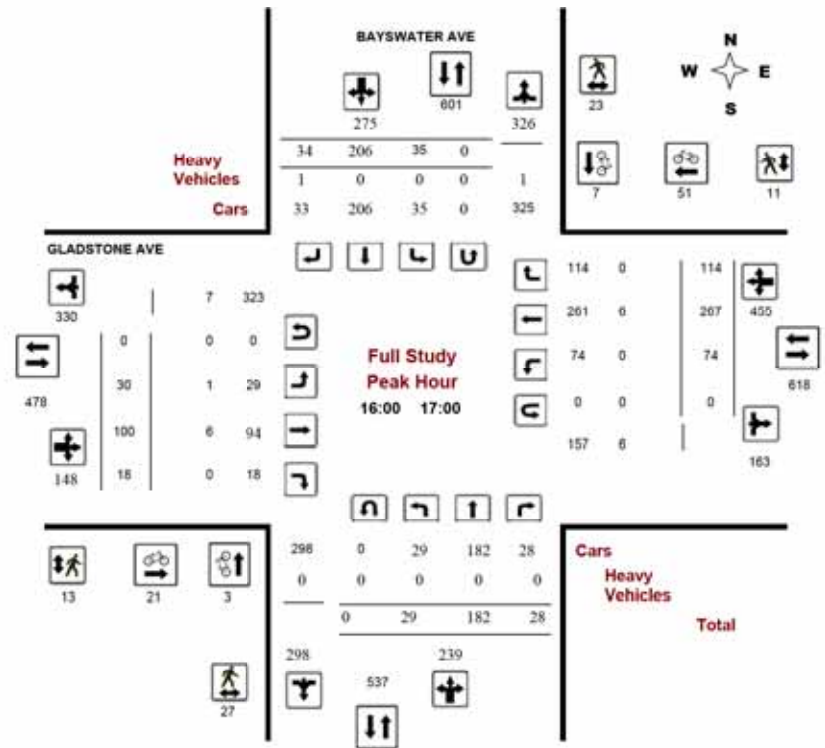 BAYSWATER AVE
N
W E
S
601
23
275 326
34 206 35 0
Heavy
Vehicles
1 0 0 0 1
Cars
33 206 35 0 325
7 51 11
GLADSTONE AVE
330
7 323
0 0 0
478
30 1 29
100 6 94
148 18 0 18
Full Study
Peak Hour
16:00 17:00
114 0 114
261 6 267 455
74 0 74
618
0 0 0
157 6
163
298 0 29 182 28
0 0 0 0 0
0 29 182 28
298 537 239
13 21 3
27
Cars
Heavy
Vehicles
Total